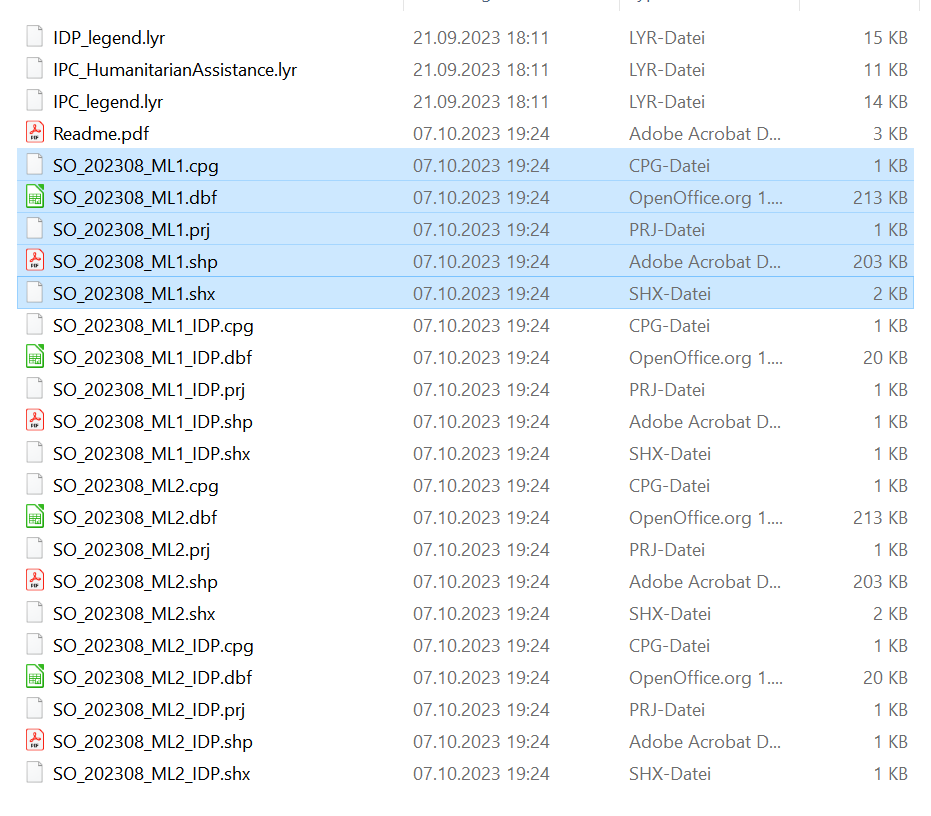 IDP_legend.lyr 21.09.2023 18:11 LYR-Datei 15 KB
IPC_HumanitarianAssistance.lyr 21.09.2023 18:11 LYR-Datei 11 KB
IPC_legend.lyr 21.09.2023 18:11 LYR-Datei 14 KB
Readme.pdf 07.10.2023 19:24 Adobe Acrobat D... 3 KB
SO_202308_ML1.cpg 07.10.2023 19:24 CPG-Datei 1 KB
SO_202308_ML1.dbf 07.10.2023 19:24 OpenOffice.org 1.... 213 KB
SO_202308_ML1.prj 07.10.2023 19:24 PRJ-Datei 1 KB
SO_202308_ML1.shp 07.10.2023 19:24 Adobe Acrobat D... 203 KB
SO_202308_ML1.shx 07.10.2023 19:24 SHX-Datei 2 KB
SO_202308_ML1_IDP.cpg 07.10.2023 19:24 CPG-Datei 1 KB
SO_202308_ML1_IDP.dbf 07.10.2023 19:24 OpenOffice.org 1.... 20 KB
SO_202308_ML1_IDP.prj 07.10.2023 19:24 PRJ-Datei 1 KB
SO_202308_ML1_IDP.shp 07.10.2023 19:24 Adobe Acrobat D... 1 KB
SO_202308_ML1_IDP.shx 07.10.2023 19:24 SHX-Datei 1 KB
SO_202308_ML2.cpg 07.10.2023 19:24 CPG-Datei 1 KB
SO_202308_ML2.dbf 07.10.2023 19:24 OpenOffice.org 1.... 213 KB
SO_202308_ML2.prj 07.10.2023 19:24 PRJ-Datei 1 KB
SO_202308_ML2.shp 07.10.2023 19:24 Adobe Acrobat D... 203 KB
SO_202308_ML2.shx 07.10.2023 19:24 SHX-Datei 2 KB
SO_202308_ML2_IDP.cpg 07.10.2023 19:24 CPG-Datei 1 KB
SO_202308_ML2_IDP.dbf 07.10.2023 19:24 OpenOffice.org 1.... 20 KB
SO_202308_ML2_IDP.prj 07.10.2023 19:24 PRJ-Datei 1 KB
SO_202308_ML2_IDP.shp 07.10.2023 19:24 Adobe Acrobat D... 1 KB
SO_202308_ML2_IDP.shx 07.10.2023 19:24 SHX-Datei 1 KB